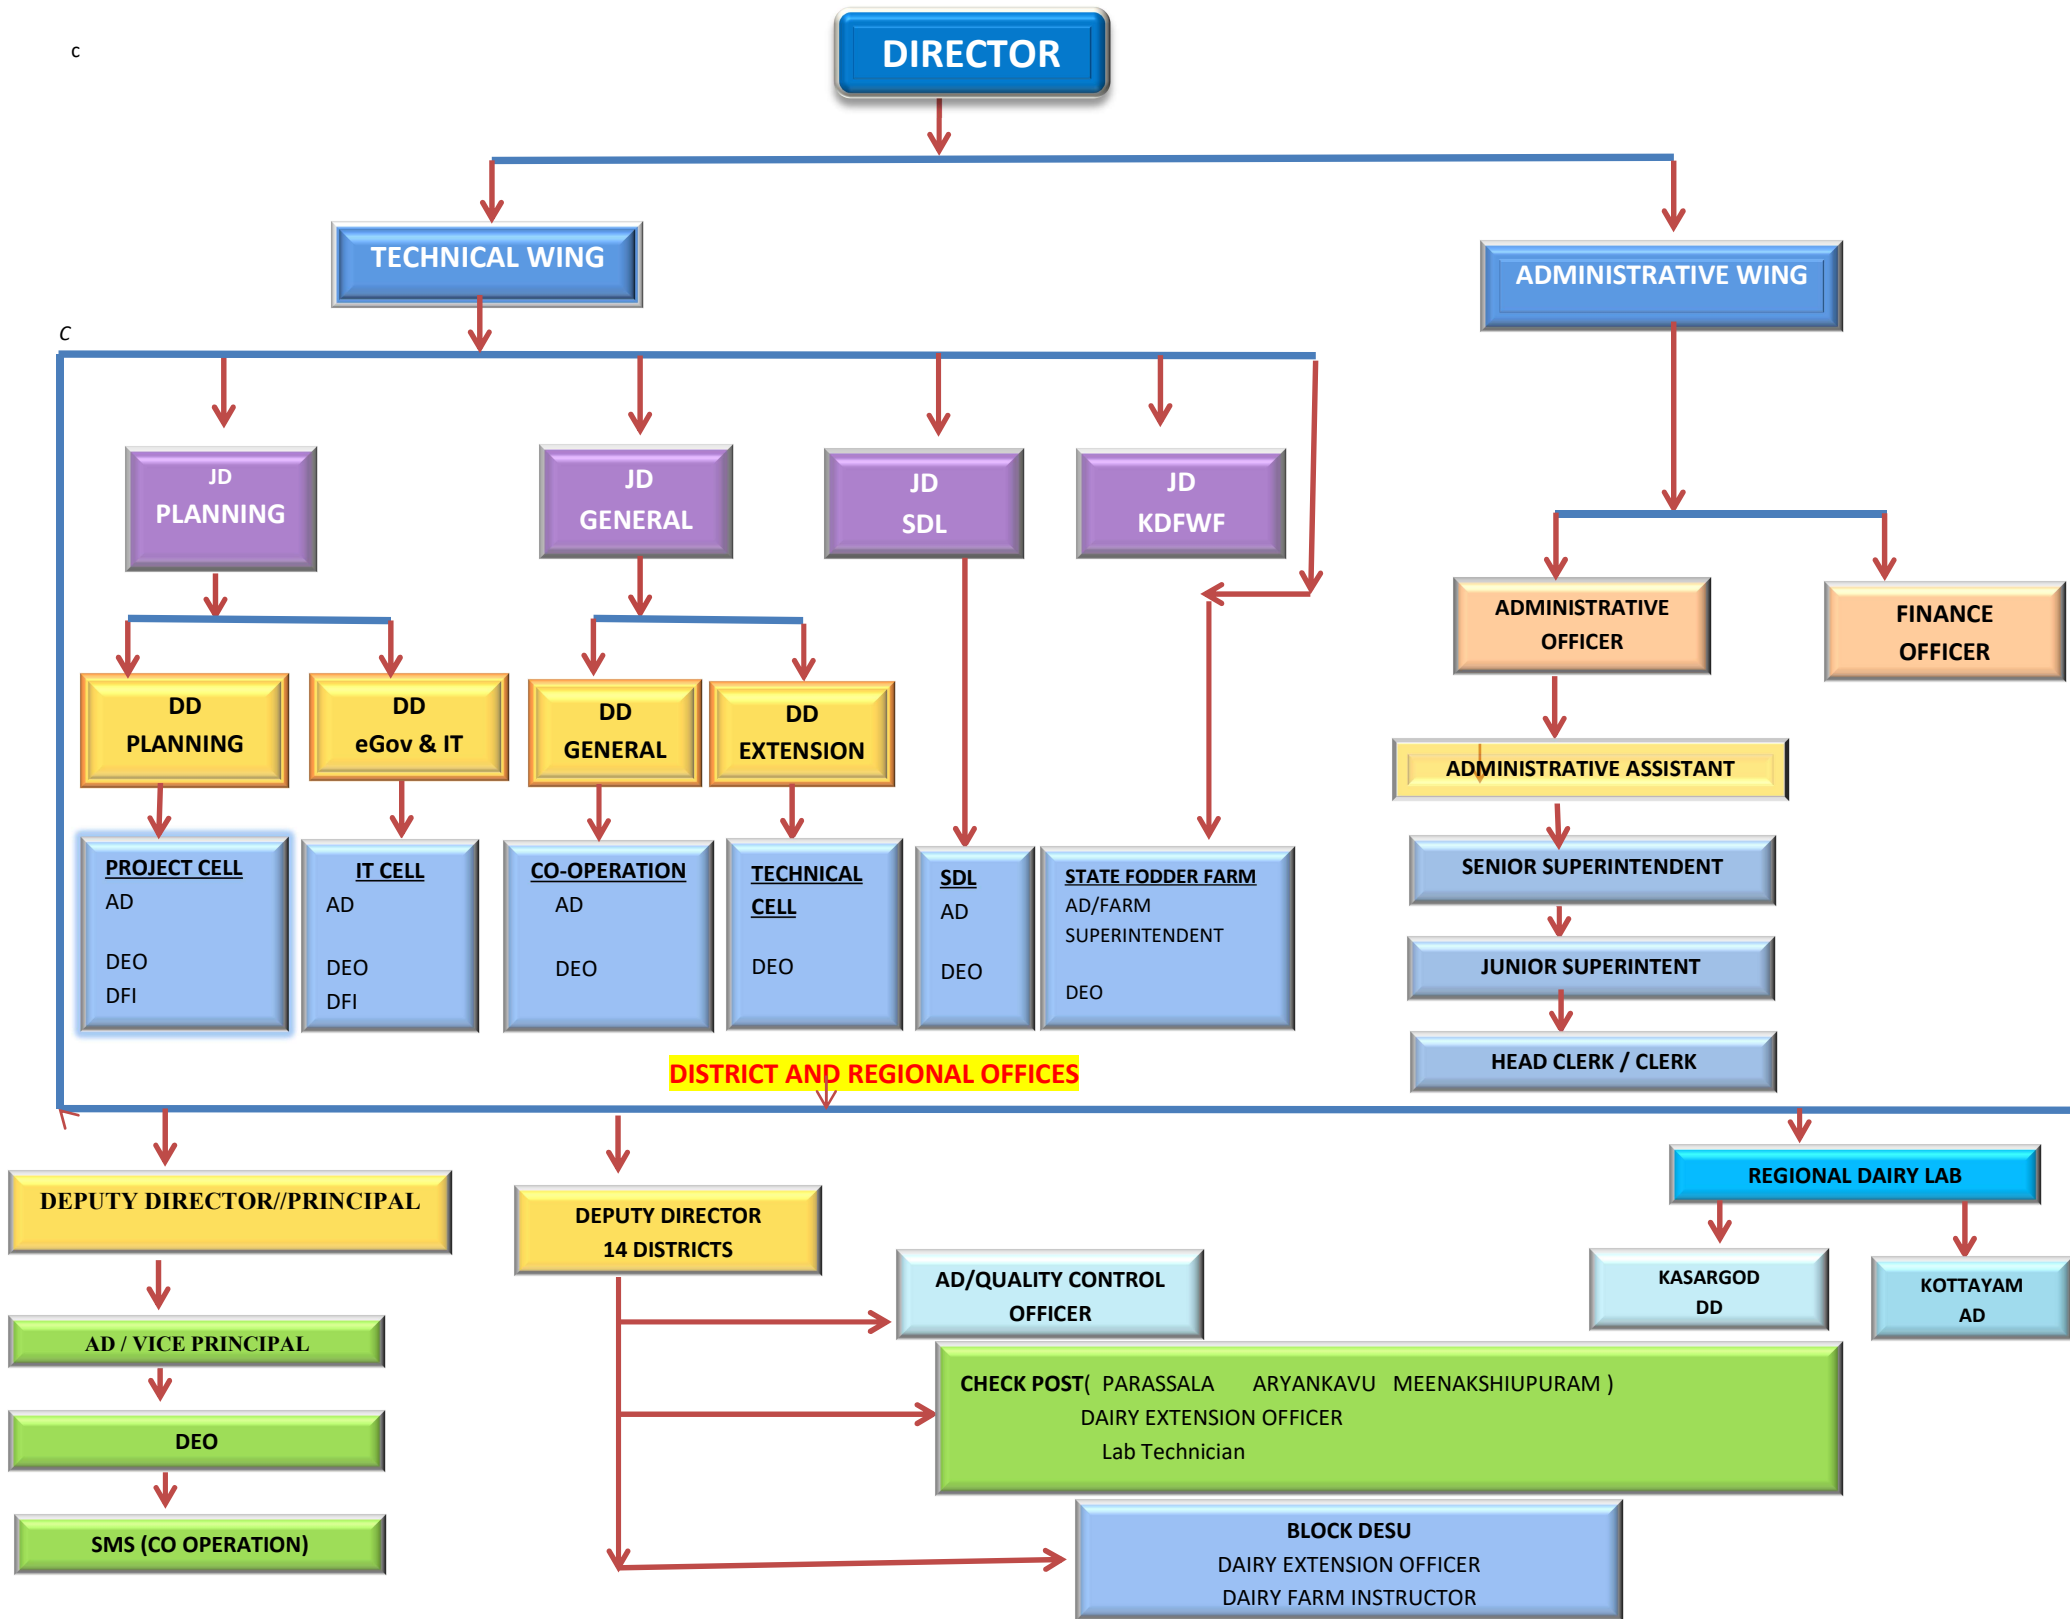 c
DIRECTOR
TECHNICAL WING
ADMINISTRATIVE WING
C
JD
PLANNING
JD
GENERAL
JD
SDL
JD
KDFWF
ADMINISTRATIVE
OFFICER
FINANCE
OFFICER
DD
PLANNING
DD
eGov & IT
DD
GENERAL
DD
EXTENSION
ADMINISTRATIVE ASSISTANT
PROJECT CELL
AD
DEO
DFI
IT CELL
AD
DEO
DFI
CO-OPERATION
AD
DEO
TECHNICAL
CELL
DEO
SDL
AD
DEO
STATE FODDER FARM
AD/FARM
SUPERINTENDENT
DEO
SENIOR SUPERINTENDENT
JUNIOR SUPERINTENT
HEAD CLERK / CLERK
DISTRICT AND REGIONAL OFFICES
DEPUTY DIRECTOR//PRINCIPAL
AD / VICE PRINCIPAL
DEO
SMS (CO OPERATION)
DEPUTY DIRECTOR
14 DISTRICTS
AD/QUALITY CONTROL
OFFICER
CHECK POST( PARASSALA ARYANKAVU MEENAKSHIUPURAM )
DAIRY EXTENSION OFFICER
Lab Technician
BLOCK DESU
DAIRY EXTENSION OFFICER
DAIRY FARM INSTRUCTOR
REGIONAL DAIRY LAB
KASARGOD
DD
KOTTAYAM
AD